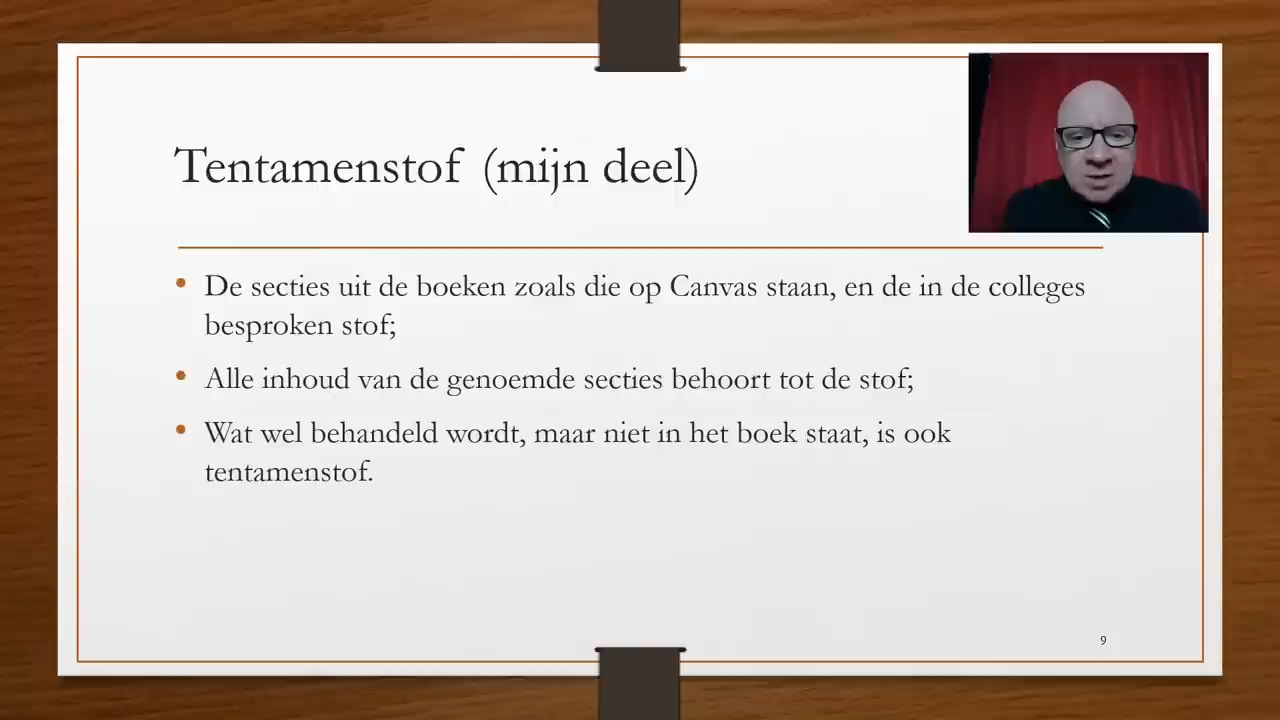 Tentamenstof (mijn deel)
• De secties uit de boeken zoals die op Canvas staan, en de in de colleges
besproken stof;
• Alle inhoud van de genoemde secties behoort tot de stof;
• Wat wel behandeld wordt, maar niet in het boek staat, is ook
tentamenstof.
9